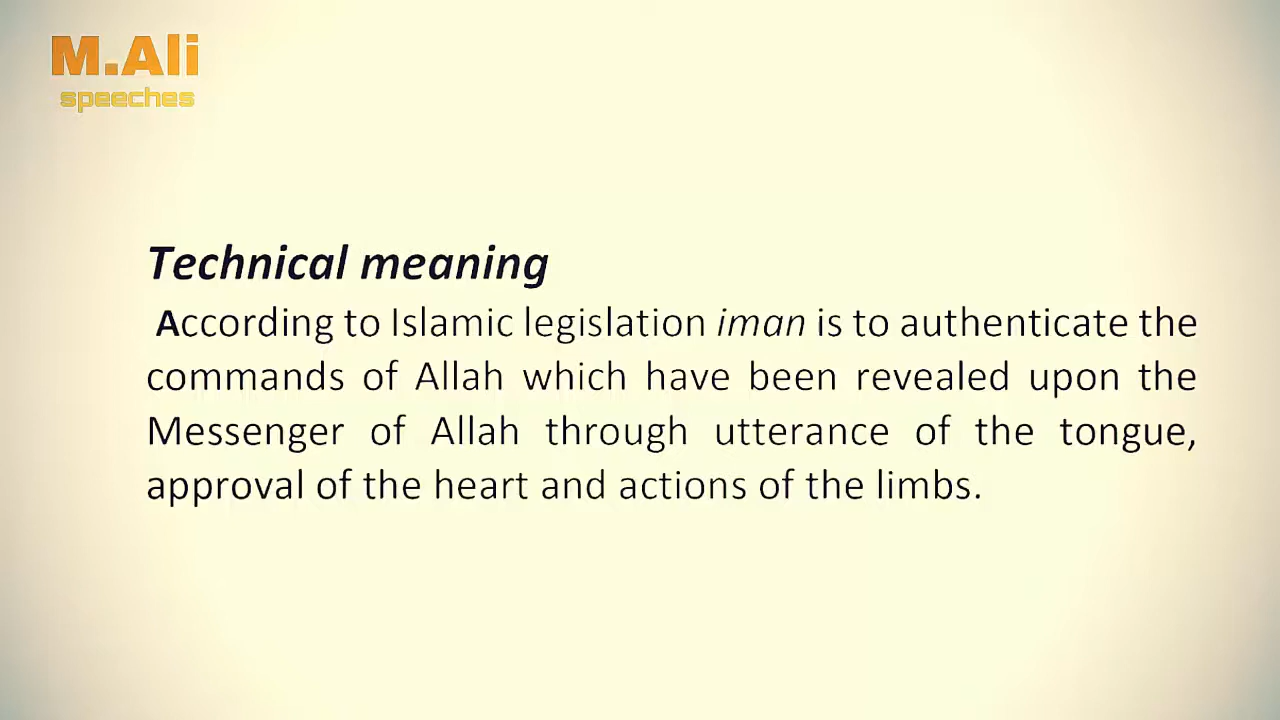 M.Ali
speeches
Technical meaning
According to Islamic legislation iman is to authenticate the
commands of Allah which have been revealed upon the
Messenger of Allah through utterance of the tongue,
approval of the heart and actions of the limbs.